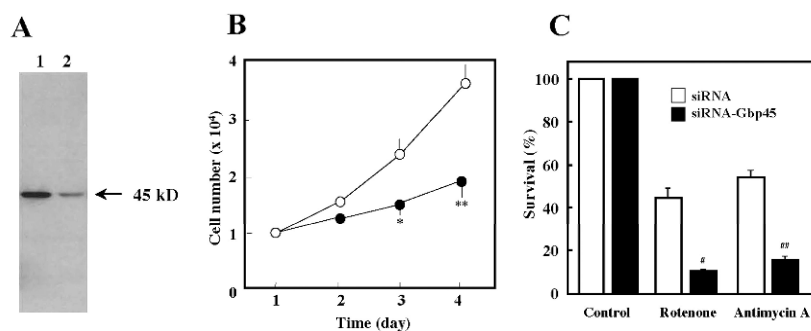 A
1 2
45 kD
B
Cell number (x 10⁴)
4
3
2
1
0
*
**
1 2 3 4
Time (day)
C
Survival (%)
100
80
60
40
20
0
siRNA
siRNA-Gbp45
#
##
Control Rotenone Antimycin A